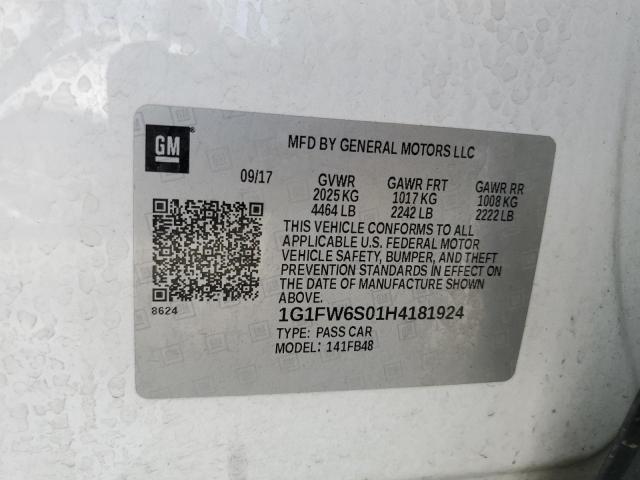 GM®
MFD BY GENERAL MOTORS LLC
09/17 GVWR GAWR FRT GAWR RR
2025 KG 1017 KG 1008 KG
4464 LB 2242 LB 2222 LB
THIS VEHICLE CONFORMS TO ALL
APPLICABLE U.S. FEDERAL MOTOR
VEHICLE SAFETY, BUMPER, AND THEFT
PREVENTION STANDARDS IN EFFECT ON
THE DATE OF MANUFACTURE SHOWN
ABOVE.
8624
1G1FW6S01H4181924
TYPE: PASS CAR
MODEL: 141FB48